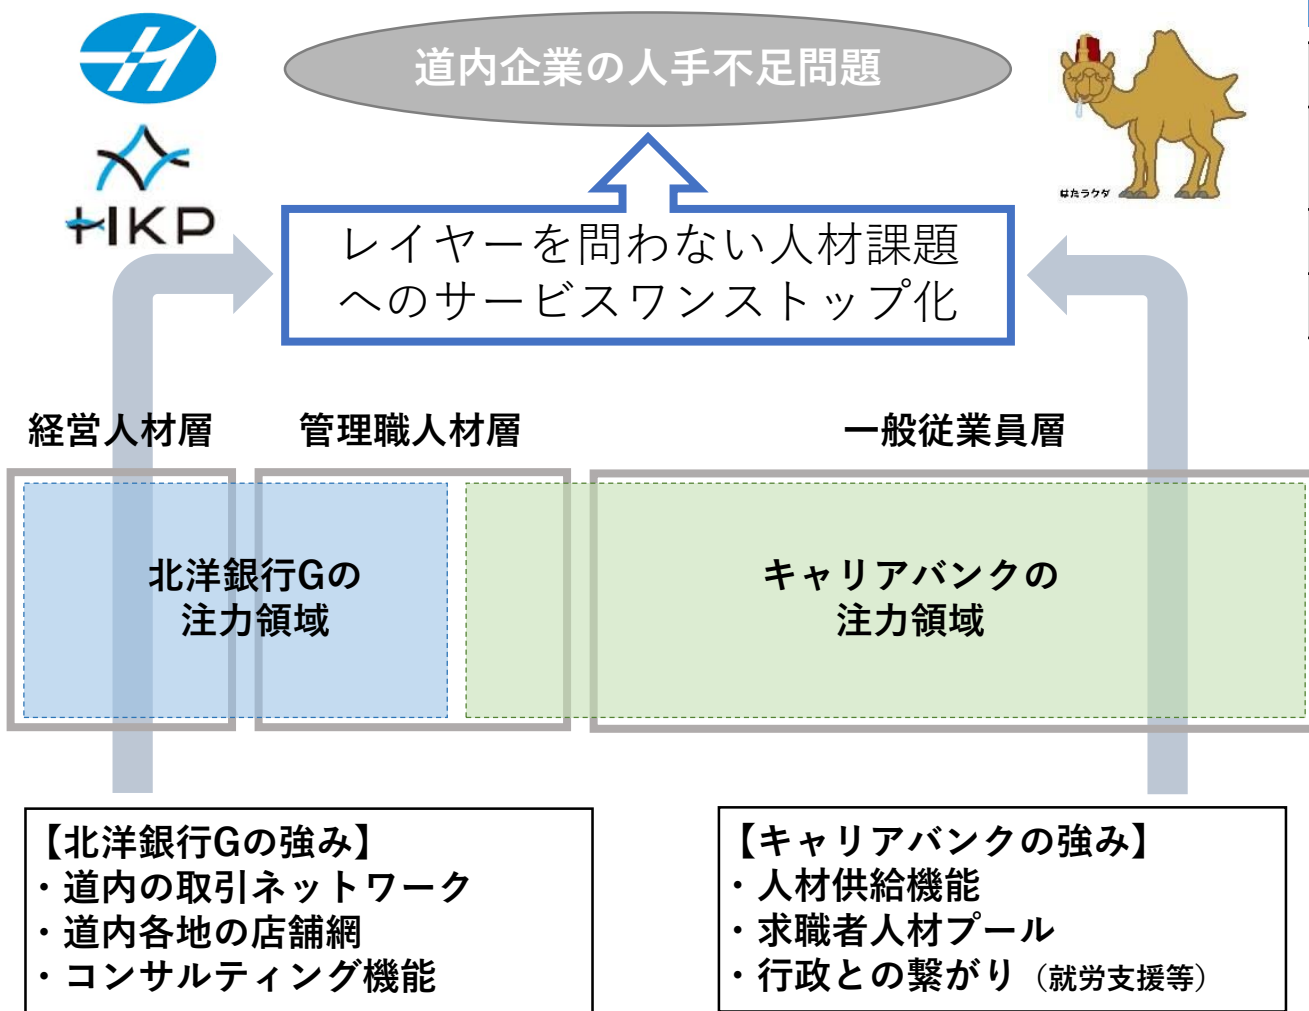 道内企業の人手不足問題
HKP
はたラクダ
レイヤーを問わない人材課題
へのサービスワンストップ化
経営人材層
管理職人材層
一般従業員層
北洋銀行Gの
注力領域
キャリアバンクの
注力領域
【北洋銀行Gの強み】
・道内の取引ネットワーク
・道内各地の店舗網
・コンサルティング機能
【キャリアバンクの強み】
・人材供給機能
・求職者人材プール
・行政との繋がり（就労支援等）